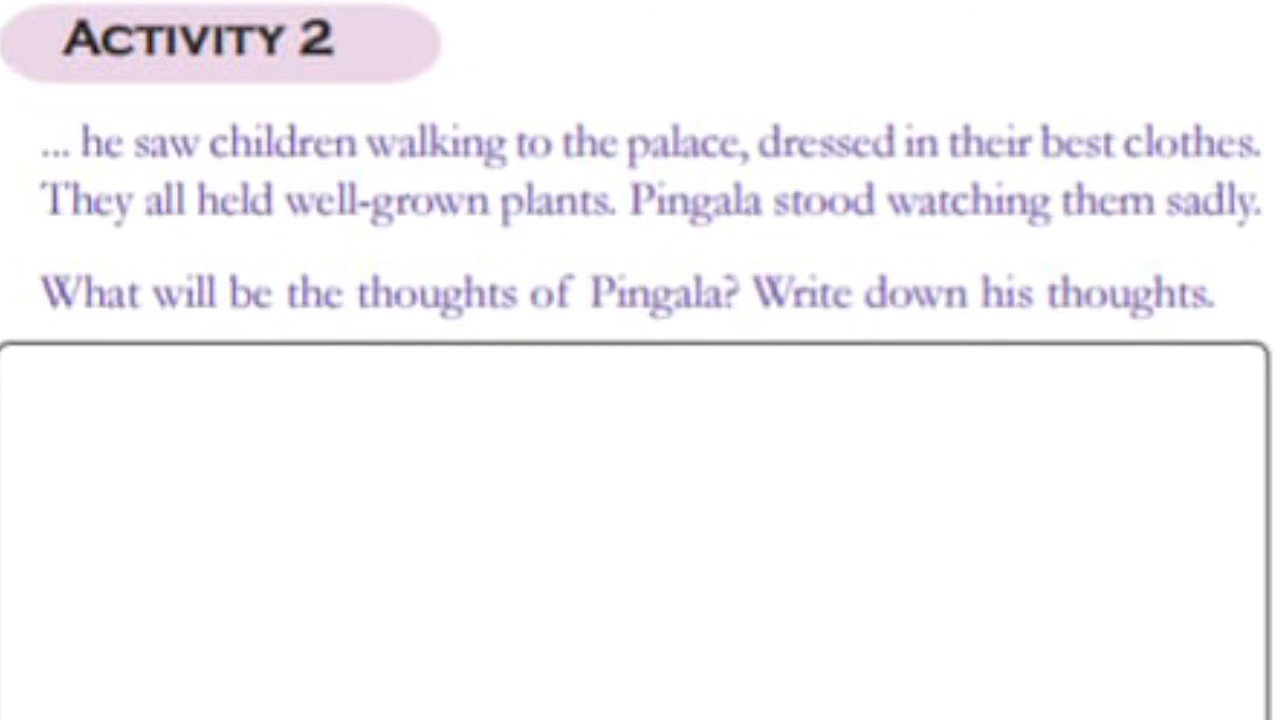 ACTIVITY 2
... he saw children walking to the palace, dressed in their best clothes.
They all held well-grown plants. Pingala stood watching them sadly.
What will be the thoughts of Pingala? Write down his thoughts.